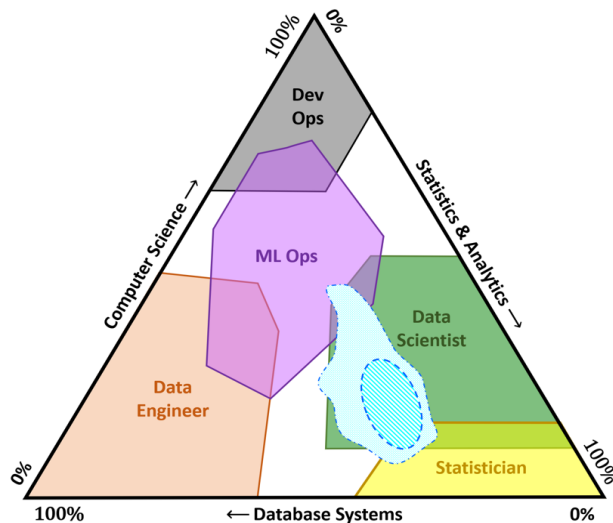 100%
0%
Dev
Ops
Computer Science →
Statistics & Analytics →
ML Ops
Data
Scientist
Data
Engineer
Statistician
0%
100%
100%
← Database Systems
0%